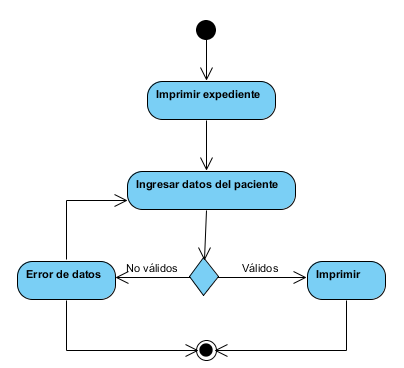 Imprimir expediente
Ingresar datos del paciente
No válidos
Válidos
Error de datos
Imprimir